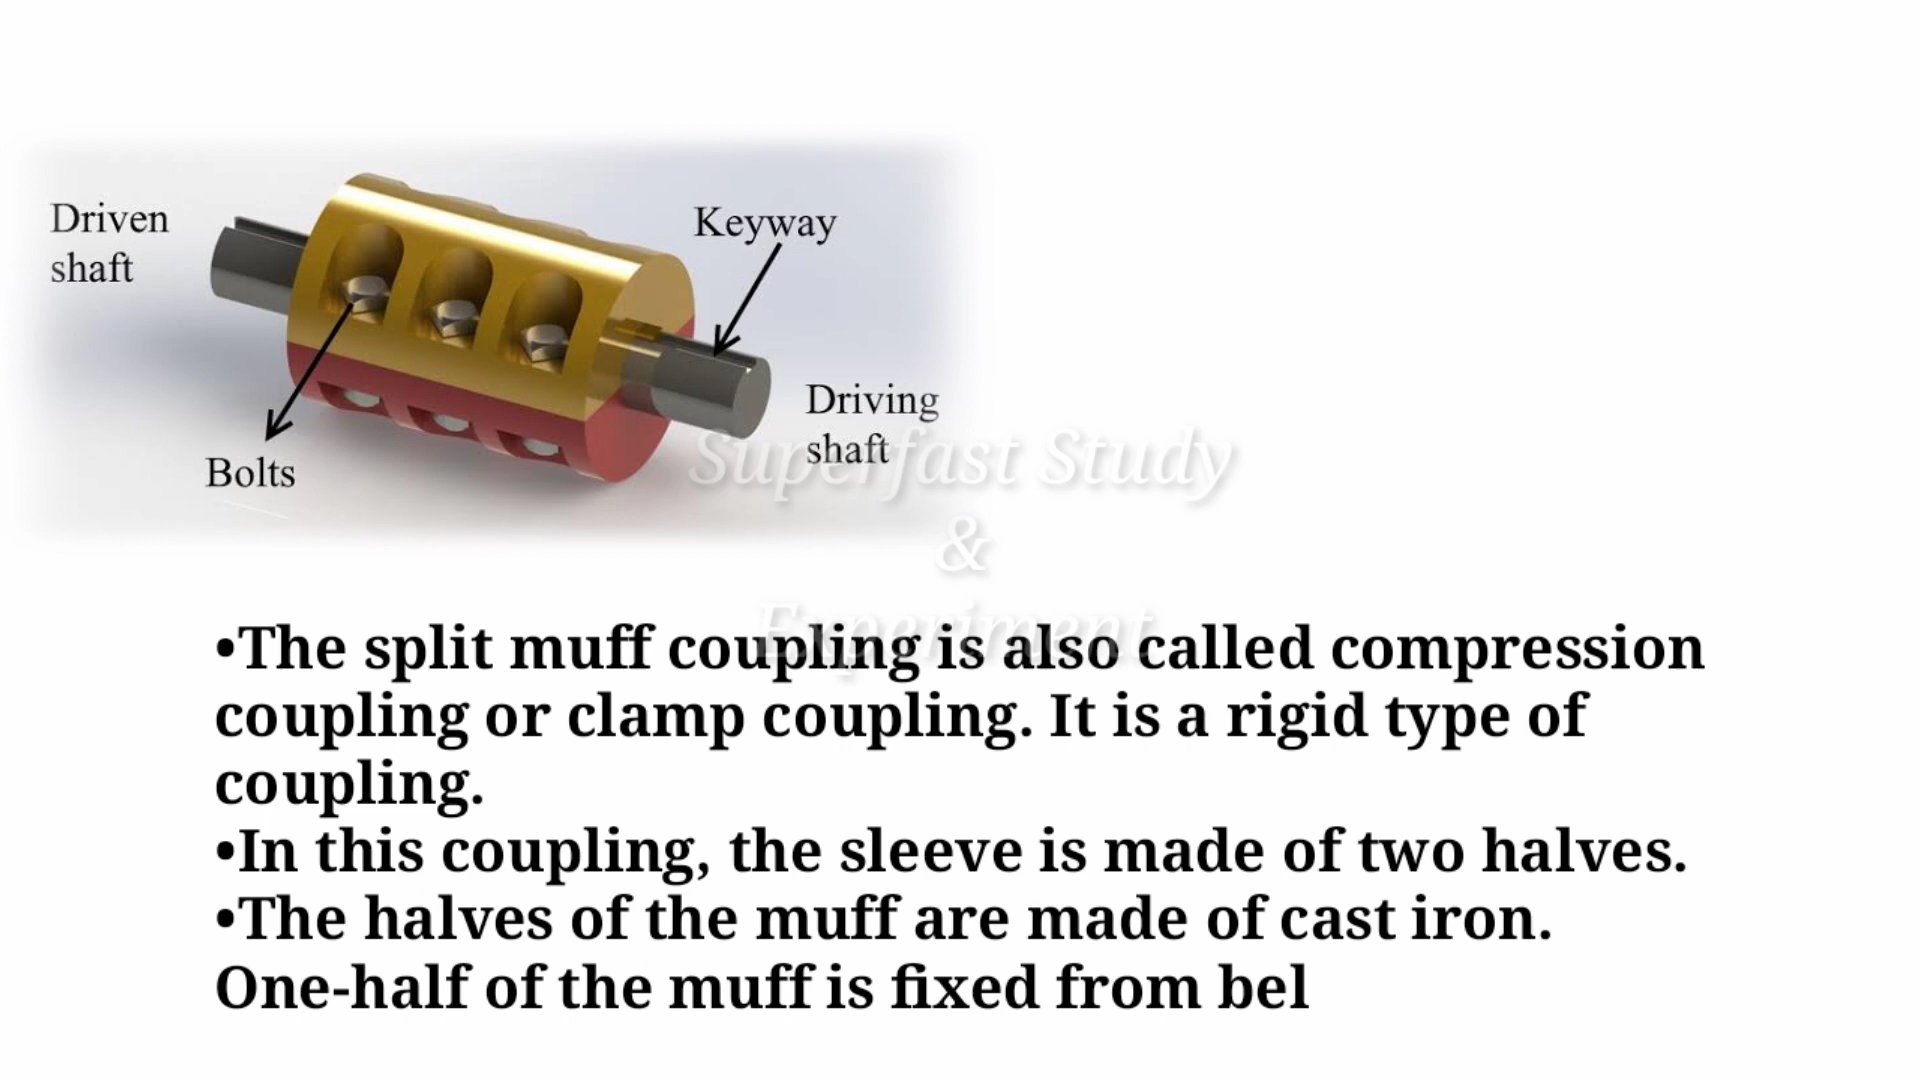 Driven
shaft
Keyway
Driving
shaft
Bolts
Superfast Study
&
Experiment
•The split muff coupling is also called compression
coupling or clamp coupling. It is a rigid type of
coupling.
•In this coupling, the sleeve is made of two halves.
•The halves of the muff are made of cast iron.
One-half of the muff is fixed from bel